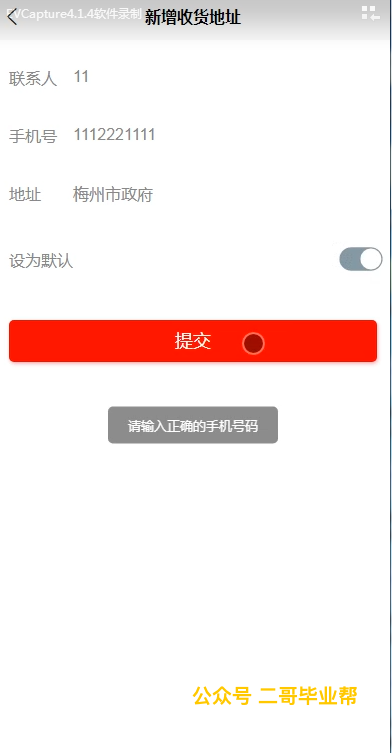 EVCapture4.1.4软件录制
新增收货地址
联系人 11
手机号 1112221111
地址 梅州市政府
设为默认
提交
请输入正确的手机号码
公众号 二哥毕业帮